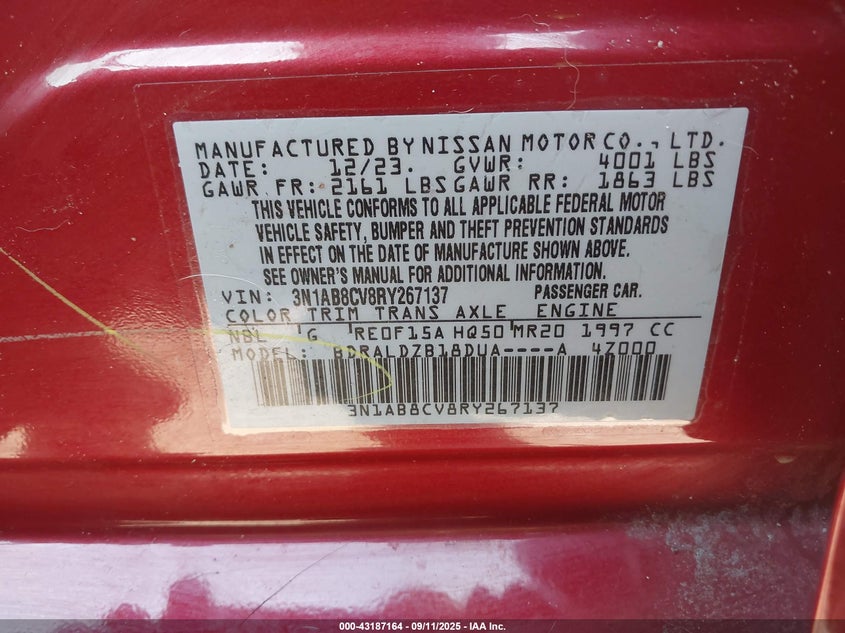 MANUFACTURED BY NISSAN MOTOR CO., LTD.
DATE: 12/23. GVWR: 4001 LBS
GAWR FR: 2161 LBS GAWR RR: 1863 LBS
THIS VEHICLE CONFORMS TO ALL APPLICABLE FEDERAL MOTOR
VEHICLE SAFETY, BUMPER AND THEFT PREVENTION STANDARDS
IN EFFECT ON THE DATE OF MANUFACTURE SHOWN ABOVE.
SEE OWNER'S MANUAL FOR ADDITIONAL INFORMATION.
VIN: 3N1AB8CV8RY267137 PASSENGER CAR.
COLOR TRIM TRANS AXLE ENGINE
NBL G RE0F15A HQ50 MR20 1997 CC
MODEL: BDRALDZB18DUA----A 4Z000
3N1AB8CV8RY267137
000-43187164 - 09/11/2025 - IAA Inc.